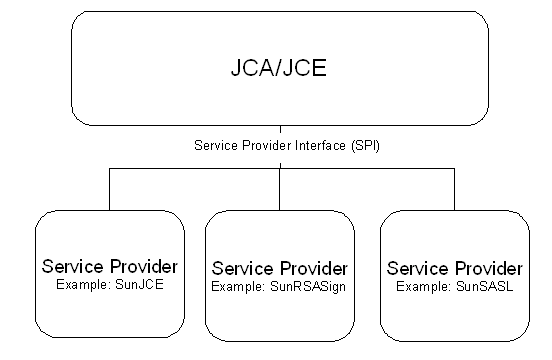 JCA/JCE
Service Provider Interface (SPI)
Service Provider
Example: SunJCE
Service Provider
Example: SunRSASign
Service Provider
Example: SunSASL